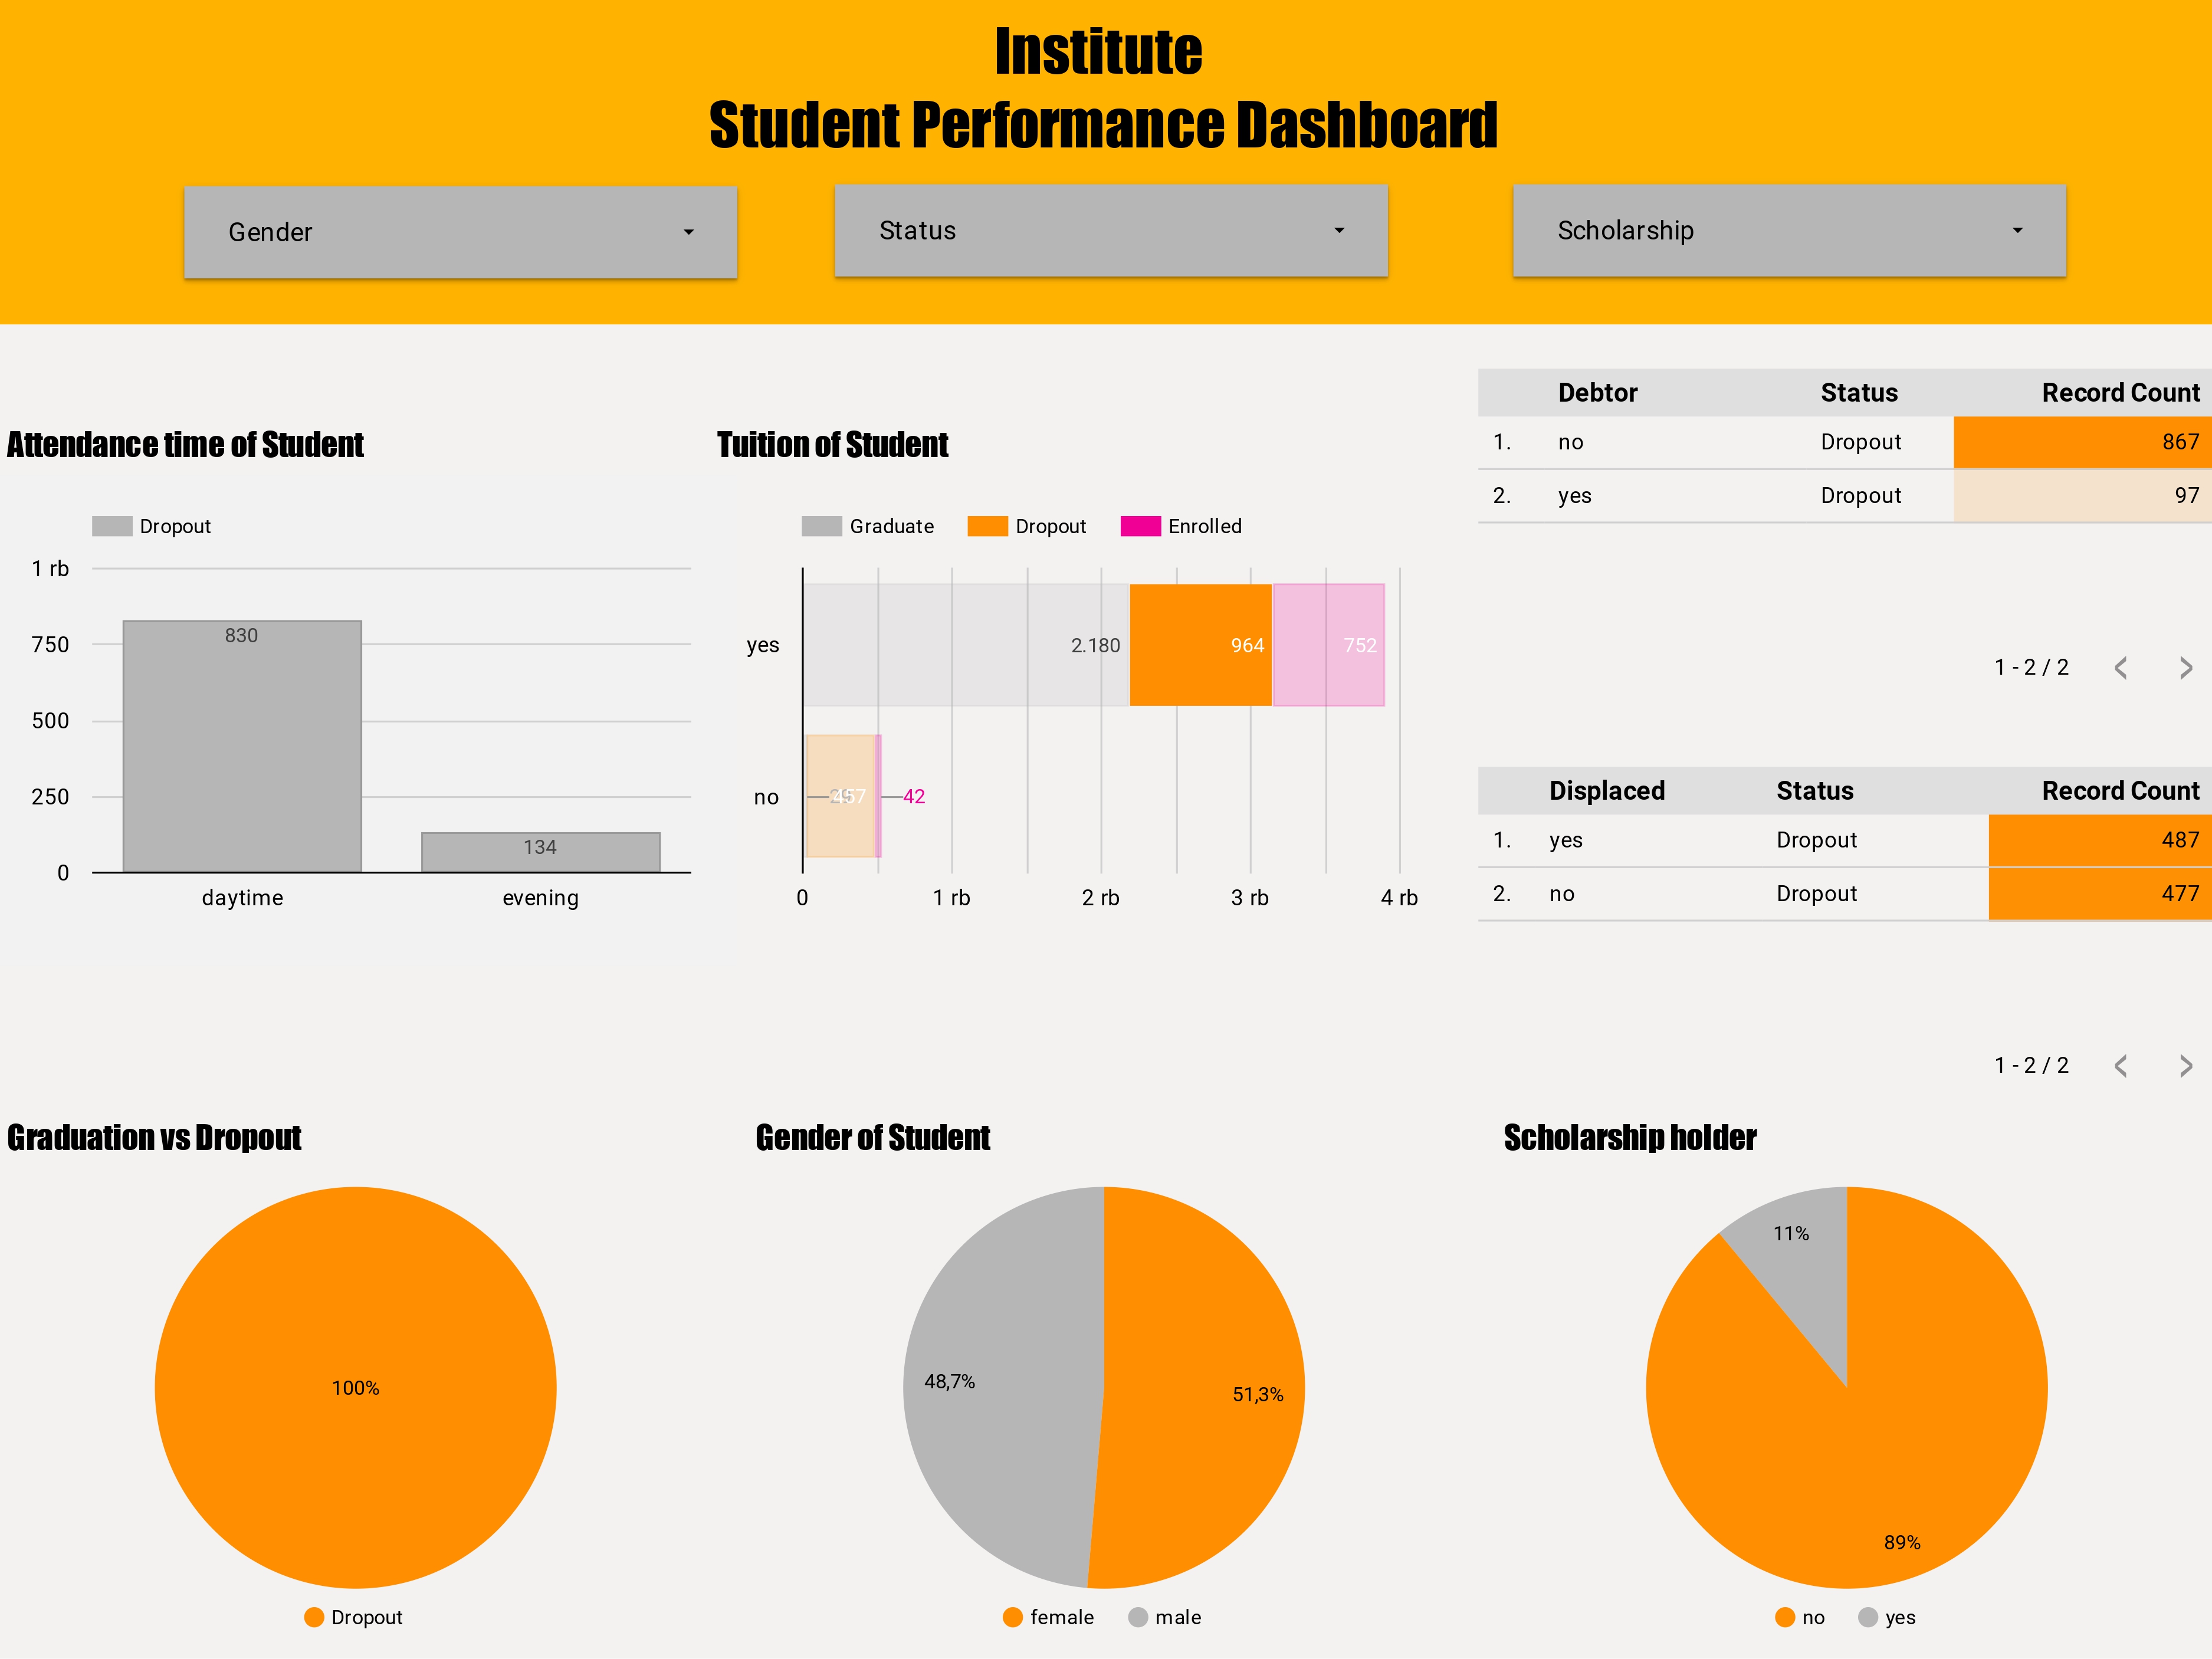 Institute
Student Performance Dashboard
Gender
Status
Scholarship
Attendance time of Student
Dropout
1 rb
750
500
250
0
830
134
daytime
evening
Tuition of Student
Graduate Dropout Enrolled
yes
2.180
964
752
no
457
42
0
1 rb
2 rb
3 rb
4 rb
Debtor Status Record Count
1. no Dropout 867
2. yes Dropout 97
1 - 2 / 2
Displaced Status Record Count
1. yes Dropout 487
2. no Dropout 477
1 - 2 / 2
Graduation vs Dropout
100%
Dropout
Gender of Student
48,7%
51,3%
female male
Scholarship holder
11%
89%
no yes